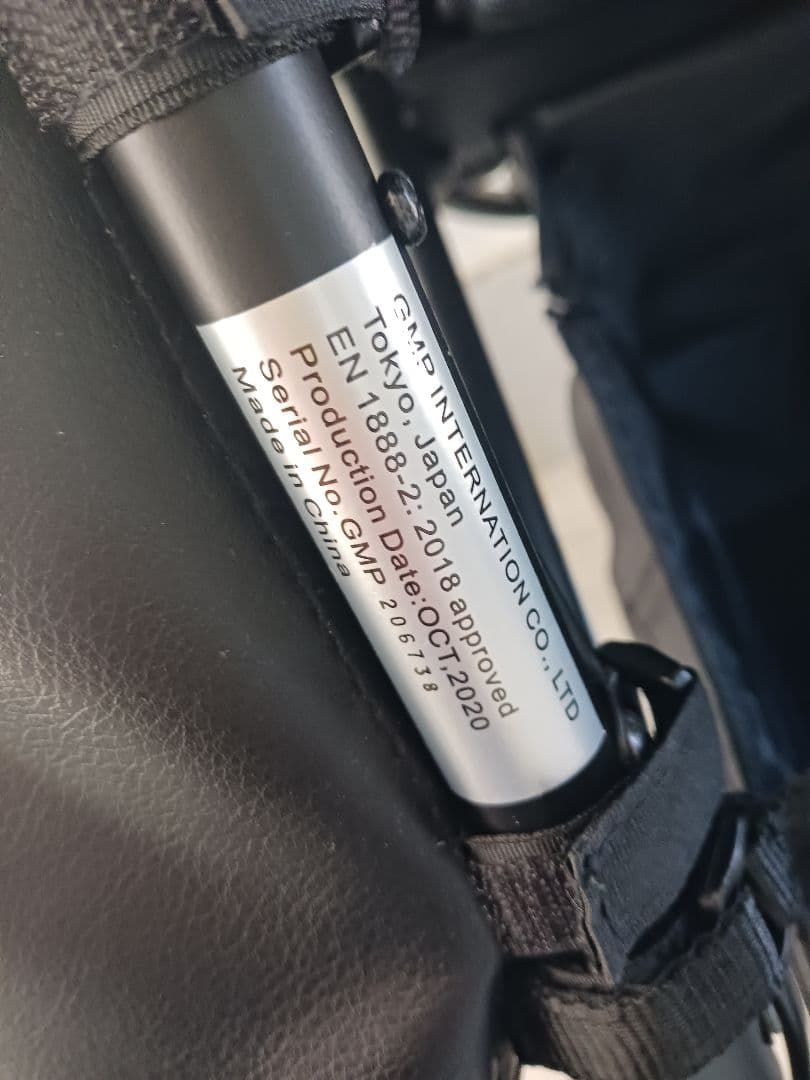 GMP INTERNATION CO., LTD
Tokyo, Japan
EN 1888-2: 2018 approved
Production Date:OCT,2020
Serial No.GMP 206738
Made in China